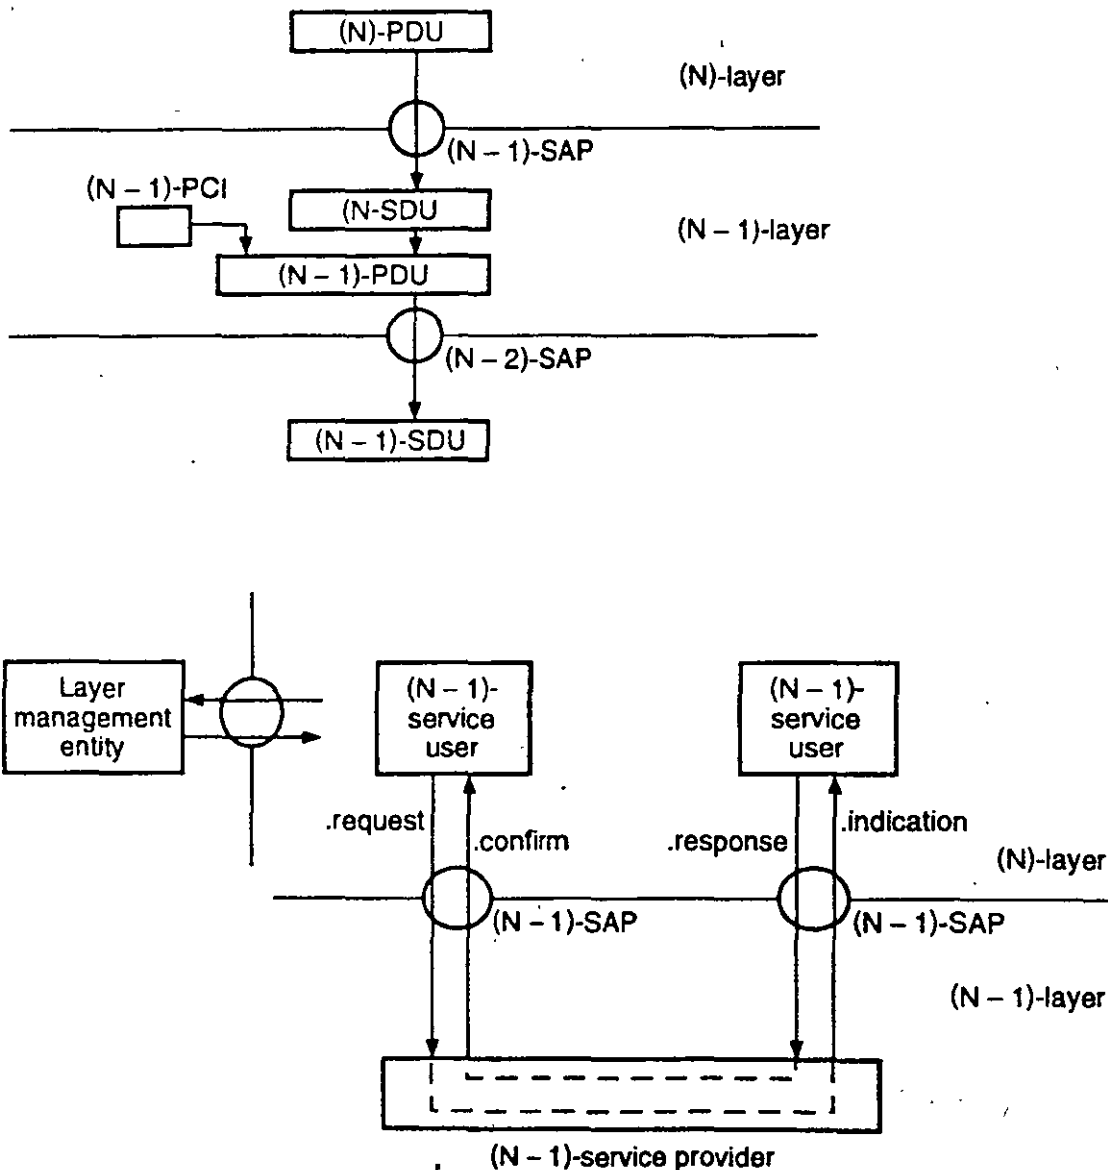 (N)-PDU
(N)-layer
(N – 1)-SAP
(N – 1)-PCI
(N-SDU
(N – 1)-layer
(N – 1)-PDU
(N – 2)-SAP
(N – 1)-SDU
Layer
management
entity
(N – 1)-
service
user
(N – 1)-
service
user
.request
.confirm
.response
.indication
(N)-layer
(N – 1)-SAP
(N – 1)-SAP
(N – 1)-layer
(N – 1)-service provider